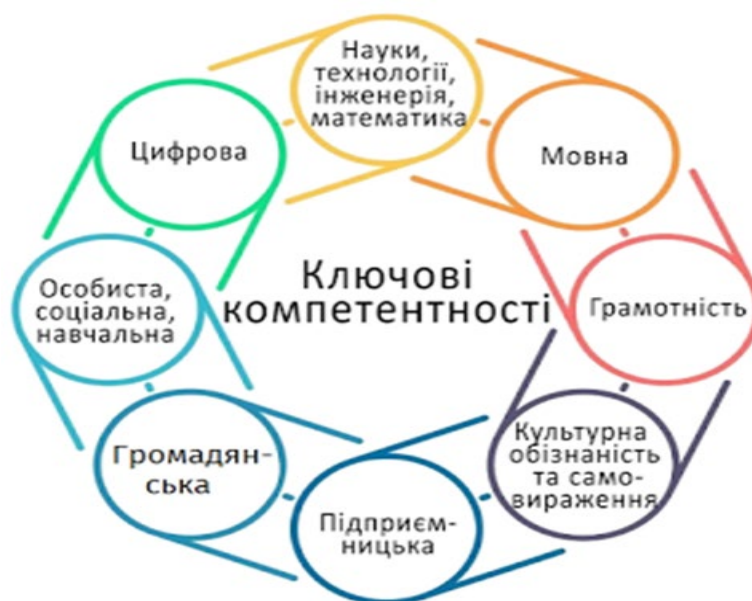 Науки,
технології,
інженерія,
математика
Мовна
Грамотність
Культурна
обізнаність
та само-
вираження
Підприєм-
ницька
Громадян-
ська
Особиста,
соціальна,
навчальна
Цифрова
Ключові
компетентності